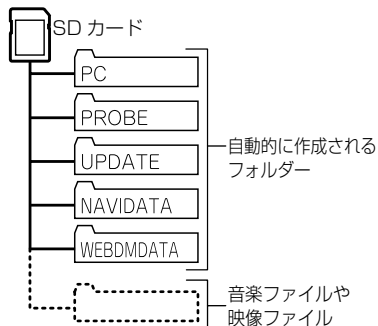 SD カード
PC
PROBE
UPDATE
NAVIDATA
WEBDMDATA
自動的に作成される
フォルダー
音楽ファイルや
映像ファイル